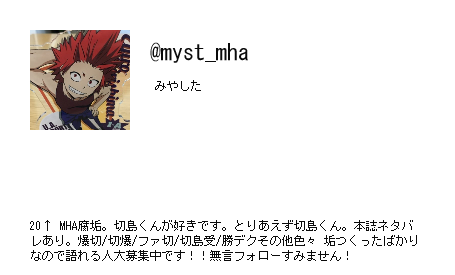 @myst_mha
みやした
20↑ MHA腐垢。切島くんが好きです。とりあえず切島くん。本誌ネタバ
レあり。爆切/切爆/ファ切/切島受/勝デクその他色々 垢つくったばかり
なので語れる人大募集中です！！無言フォローすみません！